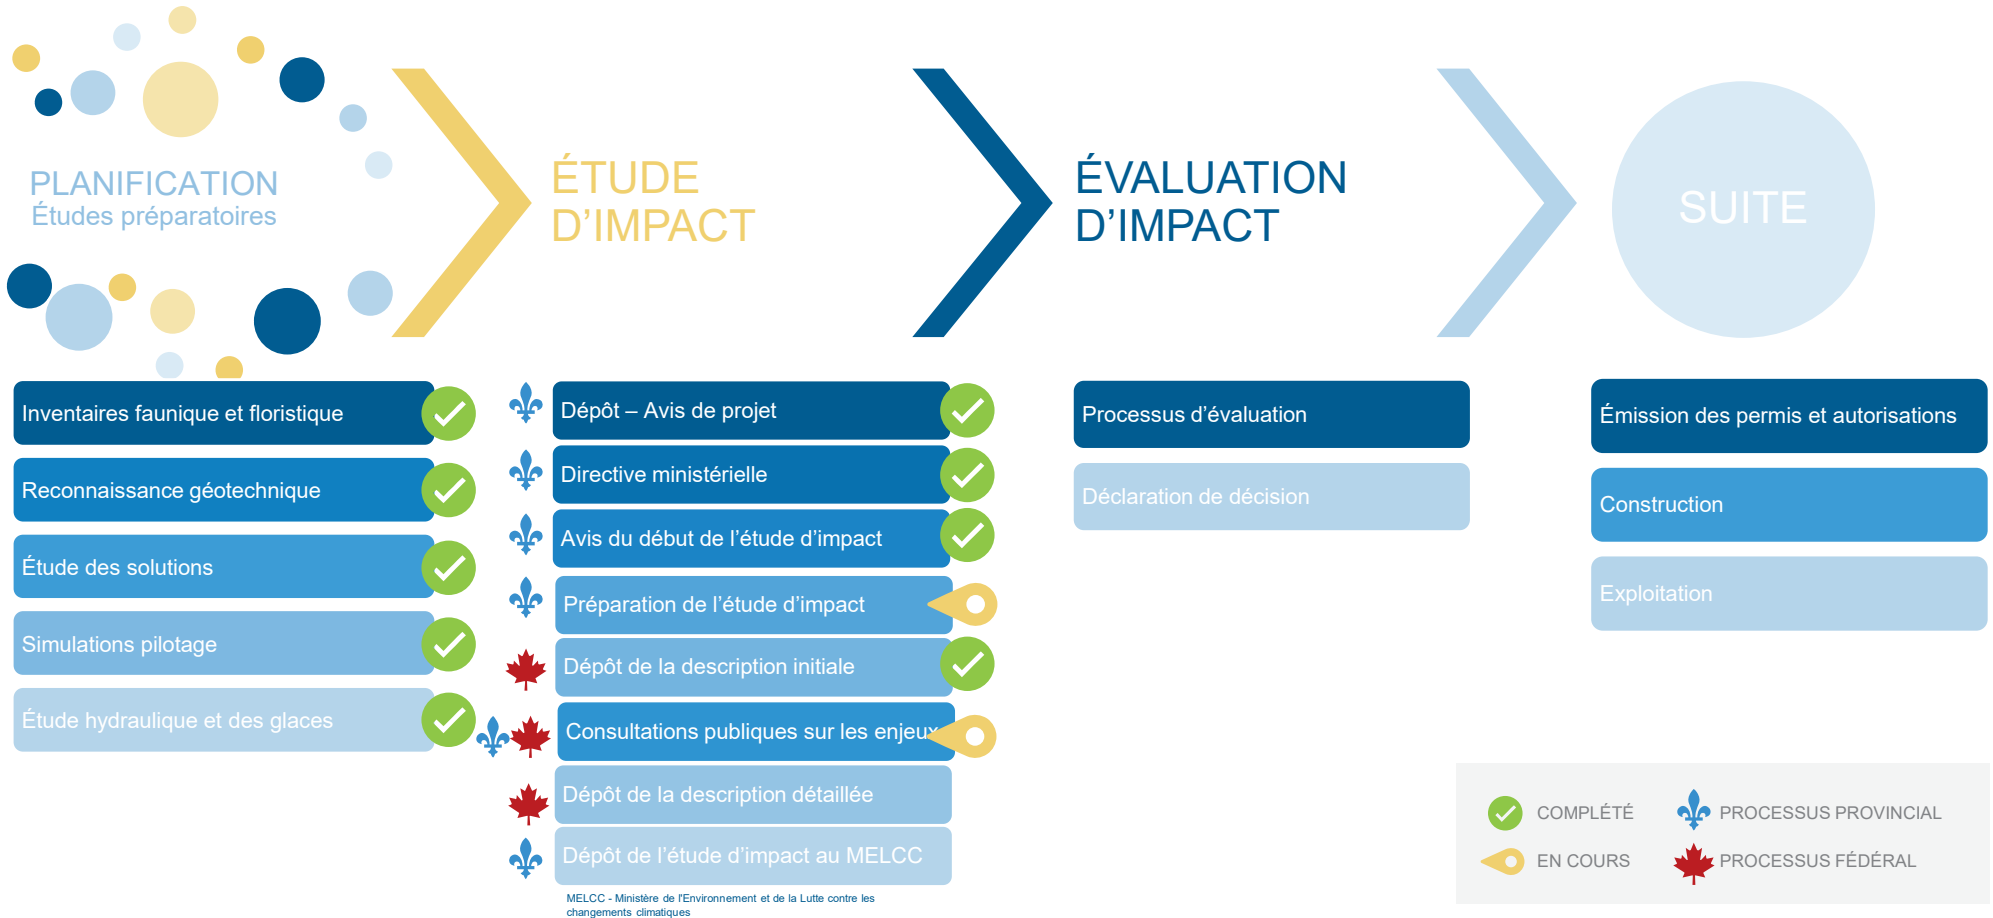 PLANIFICATION
Études préparatoires
ÉTUDE
D’IMPACT
ÉVALUATION
D’IMPACT
SUITE
Inventaires faunique et floristique
Reconnaissance géotechnique
Étude des solutions
Simulations pilotage
Étude hydraulique et des glaces
Dépôt – Avis de projet
Directive ministérielle
Avis du début de l’étude d’impact
Préparation de l’étude d’impact
Dépôt de la description initiale
Consultations publiques sur les enjeux
Dépôt de la description détaillée
Dépôt de l’étude d’impact au MELCC
MELCC - Ministère de l'Environnement et de la Lutte contre les
changements climatiques
Processus d’évaluation
Déclaration de décision
Émission des permis et autorisations
Construction
Exploitation
COMPLÉTÉ
PROCESSUS PROVINCIAL
EN COURS
PROCESSUS FÉDÉRAL